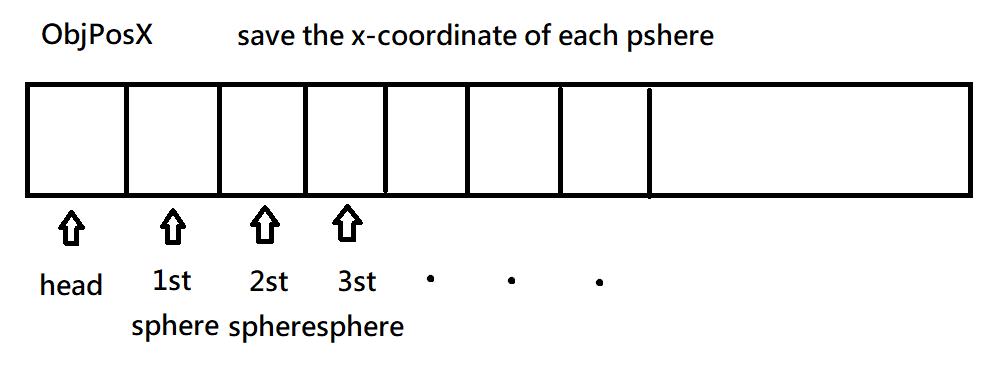 ObjPosX save the x-coordinate of each pshere
head 1st 2st 3st
sphere spheresphere